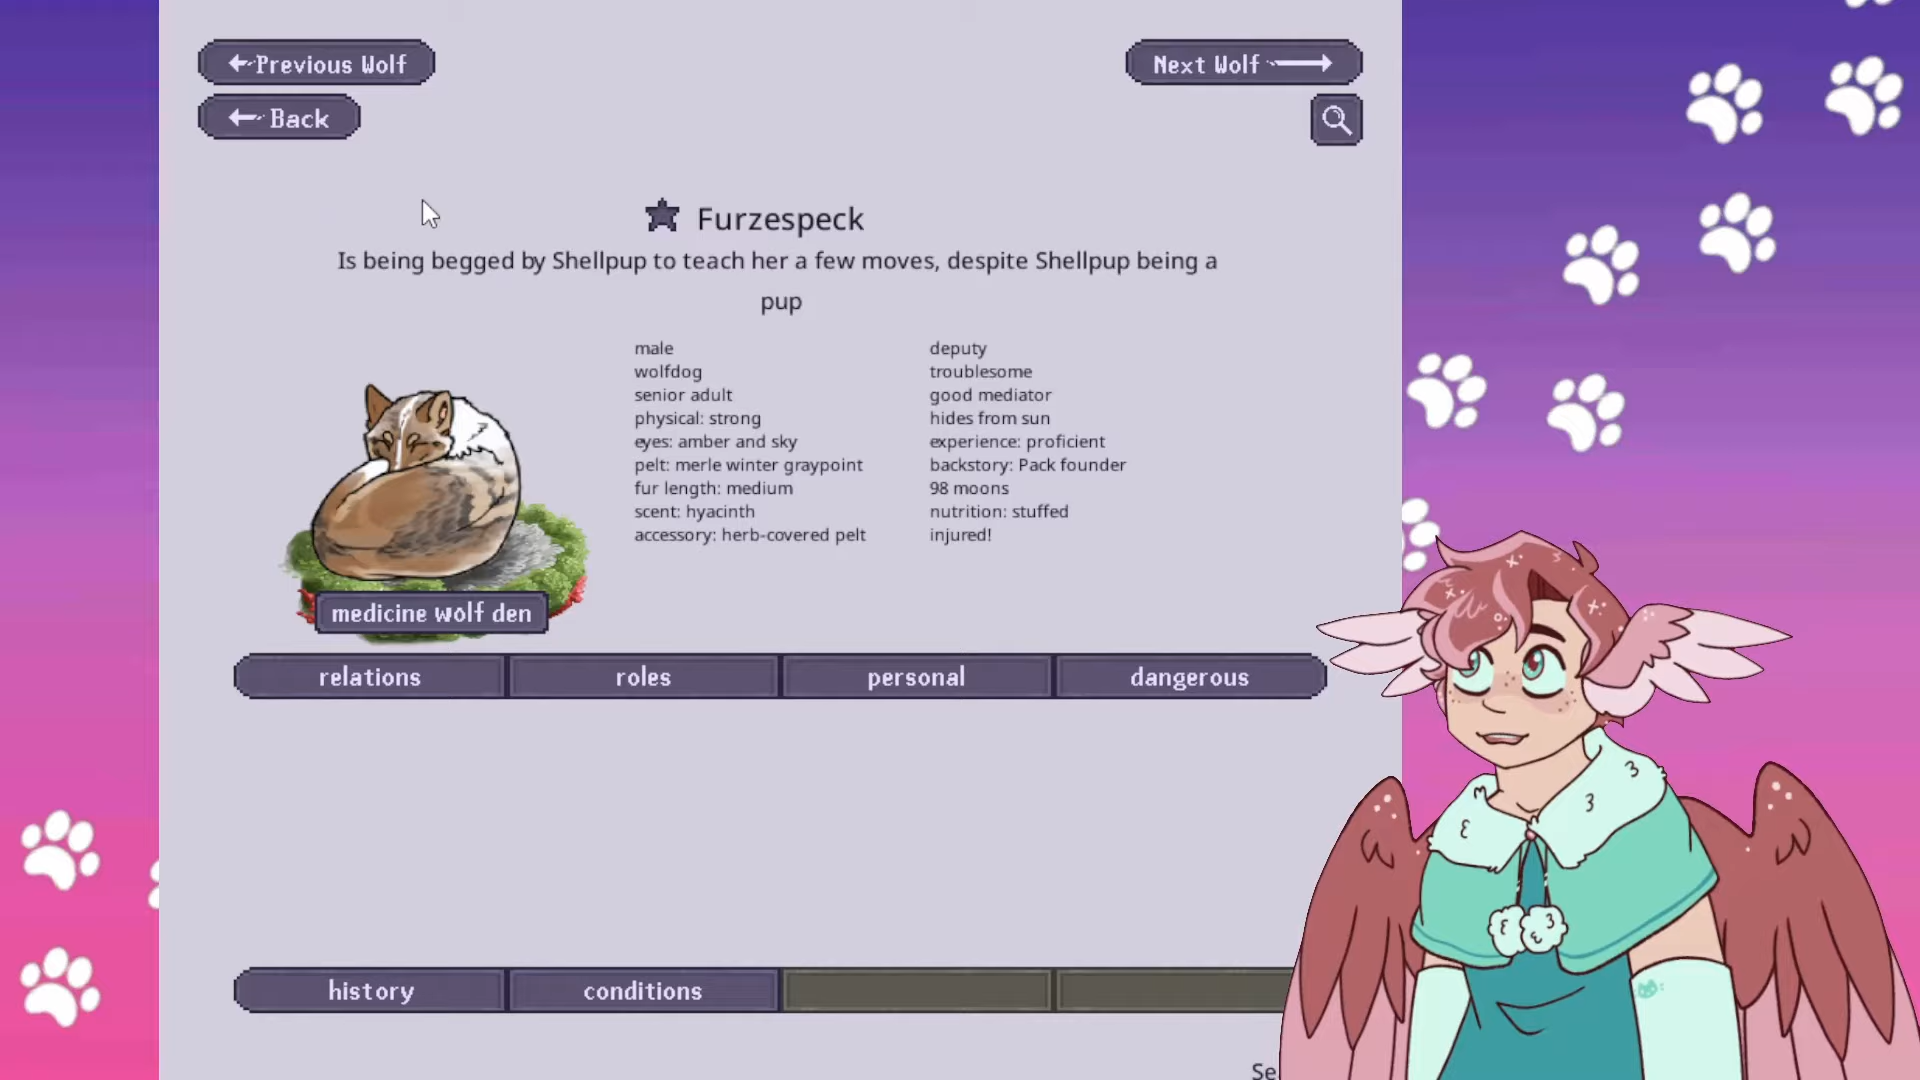 Previous Wolf
Next Wolf
Back
Furzespeck
Is being begged by Shellpup to teach her a few moves, despite Shellpup being a
pup
male
wolfdog
senior adult
physical: strong
eyes: amber and sky
pelt: merle winter graypoint
fur length: medium
scent: hyacinth
accessory: herb-covered pelt
deputy
troublesome
good mediator
hides from sun
experience: proficient
backstory: Pack founder
98 moons
nutrition: stuffed
injured!
medicine wolf den
relations
roles
personal
dangerous
history
conditions